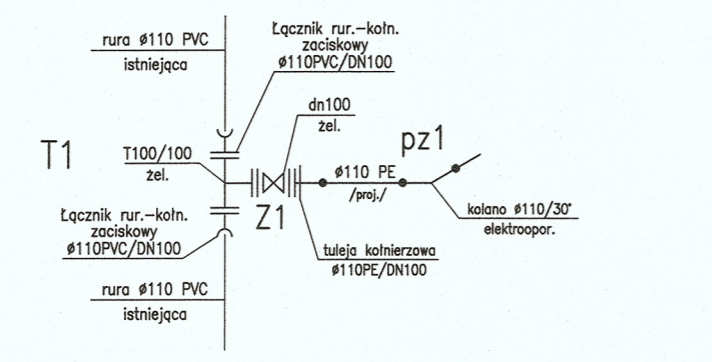 Łącznik rur.-kołn.
zaciskowy
ø110PVC/DN100
rura ø110 PVC
istniejąca
dn100
żel.
T1
T100/100
żel.
pz1
ø110 PE
/proj./
kolano ø110/30°
elektroopor.
Z1
Łącznik rur.-kołn.
zaciskowy
ø110PVC/DN100
tuleja kołnierzowa
ø110PE/DN100
rura ø110 PVC
istniejąca